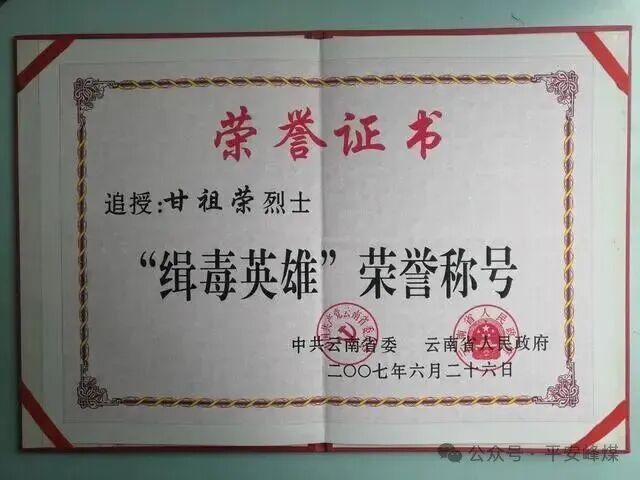 荣誉证书
追授:甘祖荣烈士
“缉毒英雄”荣誉称号
中共云南省委 云南省人民政府
二〇〇七年六月二十六日
公众号·平安峰煤